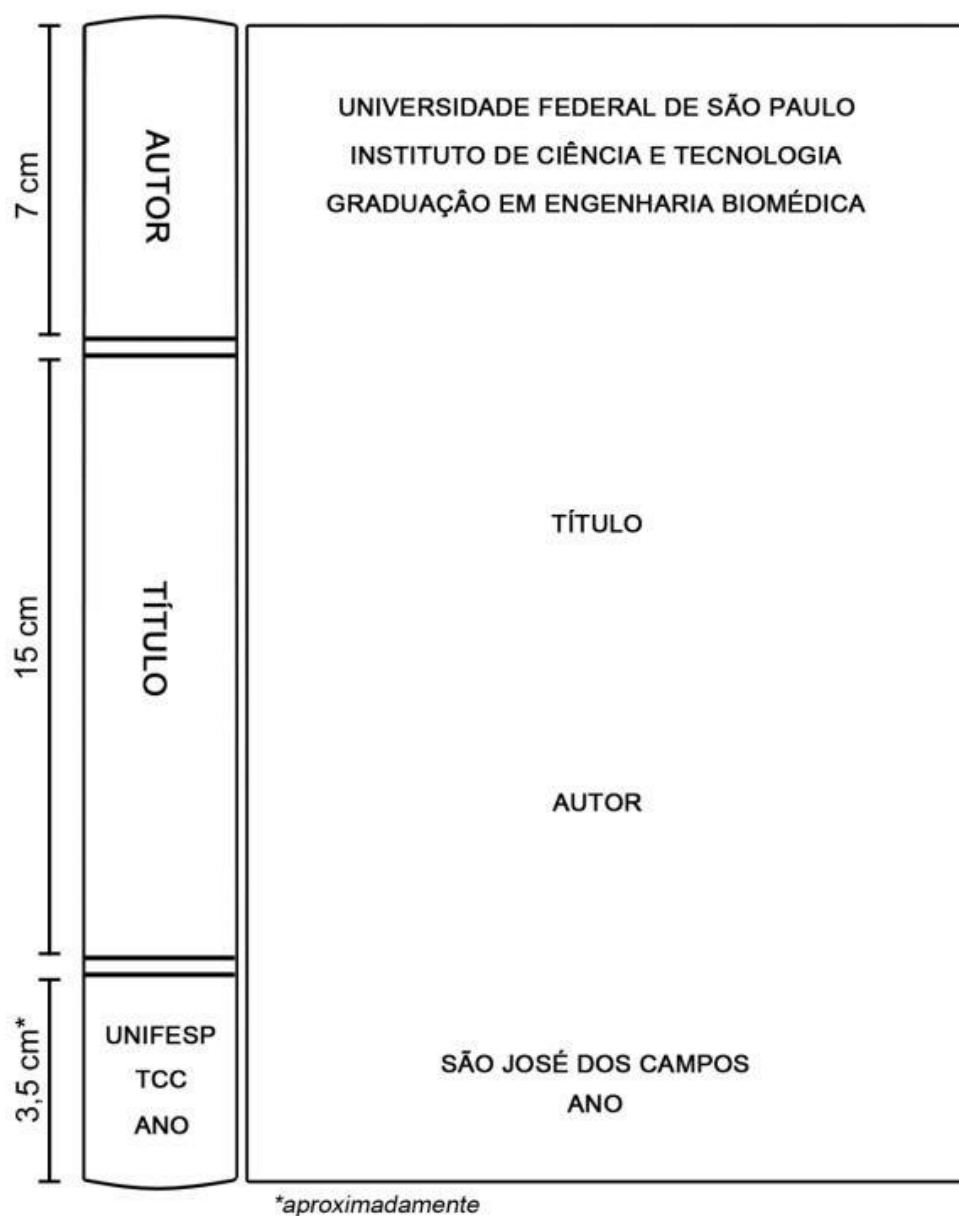 7 cm
AUTOR
15 cm
TÍTULO
3,5 cm*
UNIFESP
TCC
ANO
UNIVERSIDADE FEDERAL DE SÃO PAULO
INSTITUTO DE CIÊNCIA E TECNOLOGIA
GRADUAÇÂO EM ENGENHARIA BIOMÉDICA
TÍTULO
AUTOR
SÃO JOSÉ DOS CAMPOS
ANO
*aproximadamente